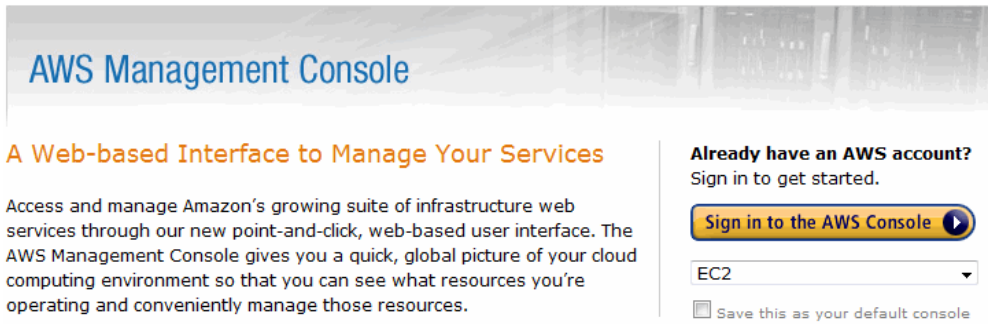 AWS Management Console
A Web-based Interface to Manage Your Services
Access and manage Amazon's growing suite of infrastructure web
services through our new point-and-click, web-based user interface. The
AWS Management Console gives you a quick, global picture of your cloud
computing environment so that you can see what resources you're
operating and conveniently manage those resources.
Already have an AWS account?
Sign in to get started.
Sign in to the AWS Console
EC2
Save this as your default console